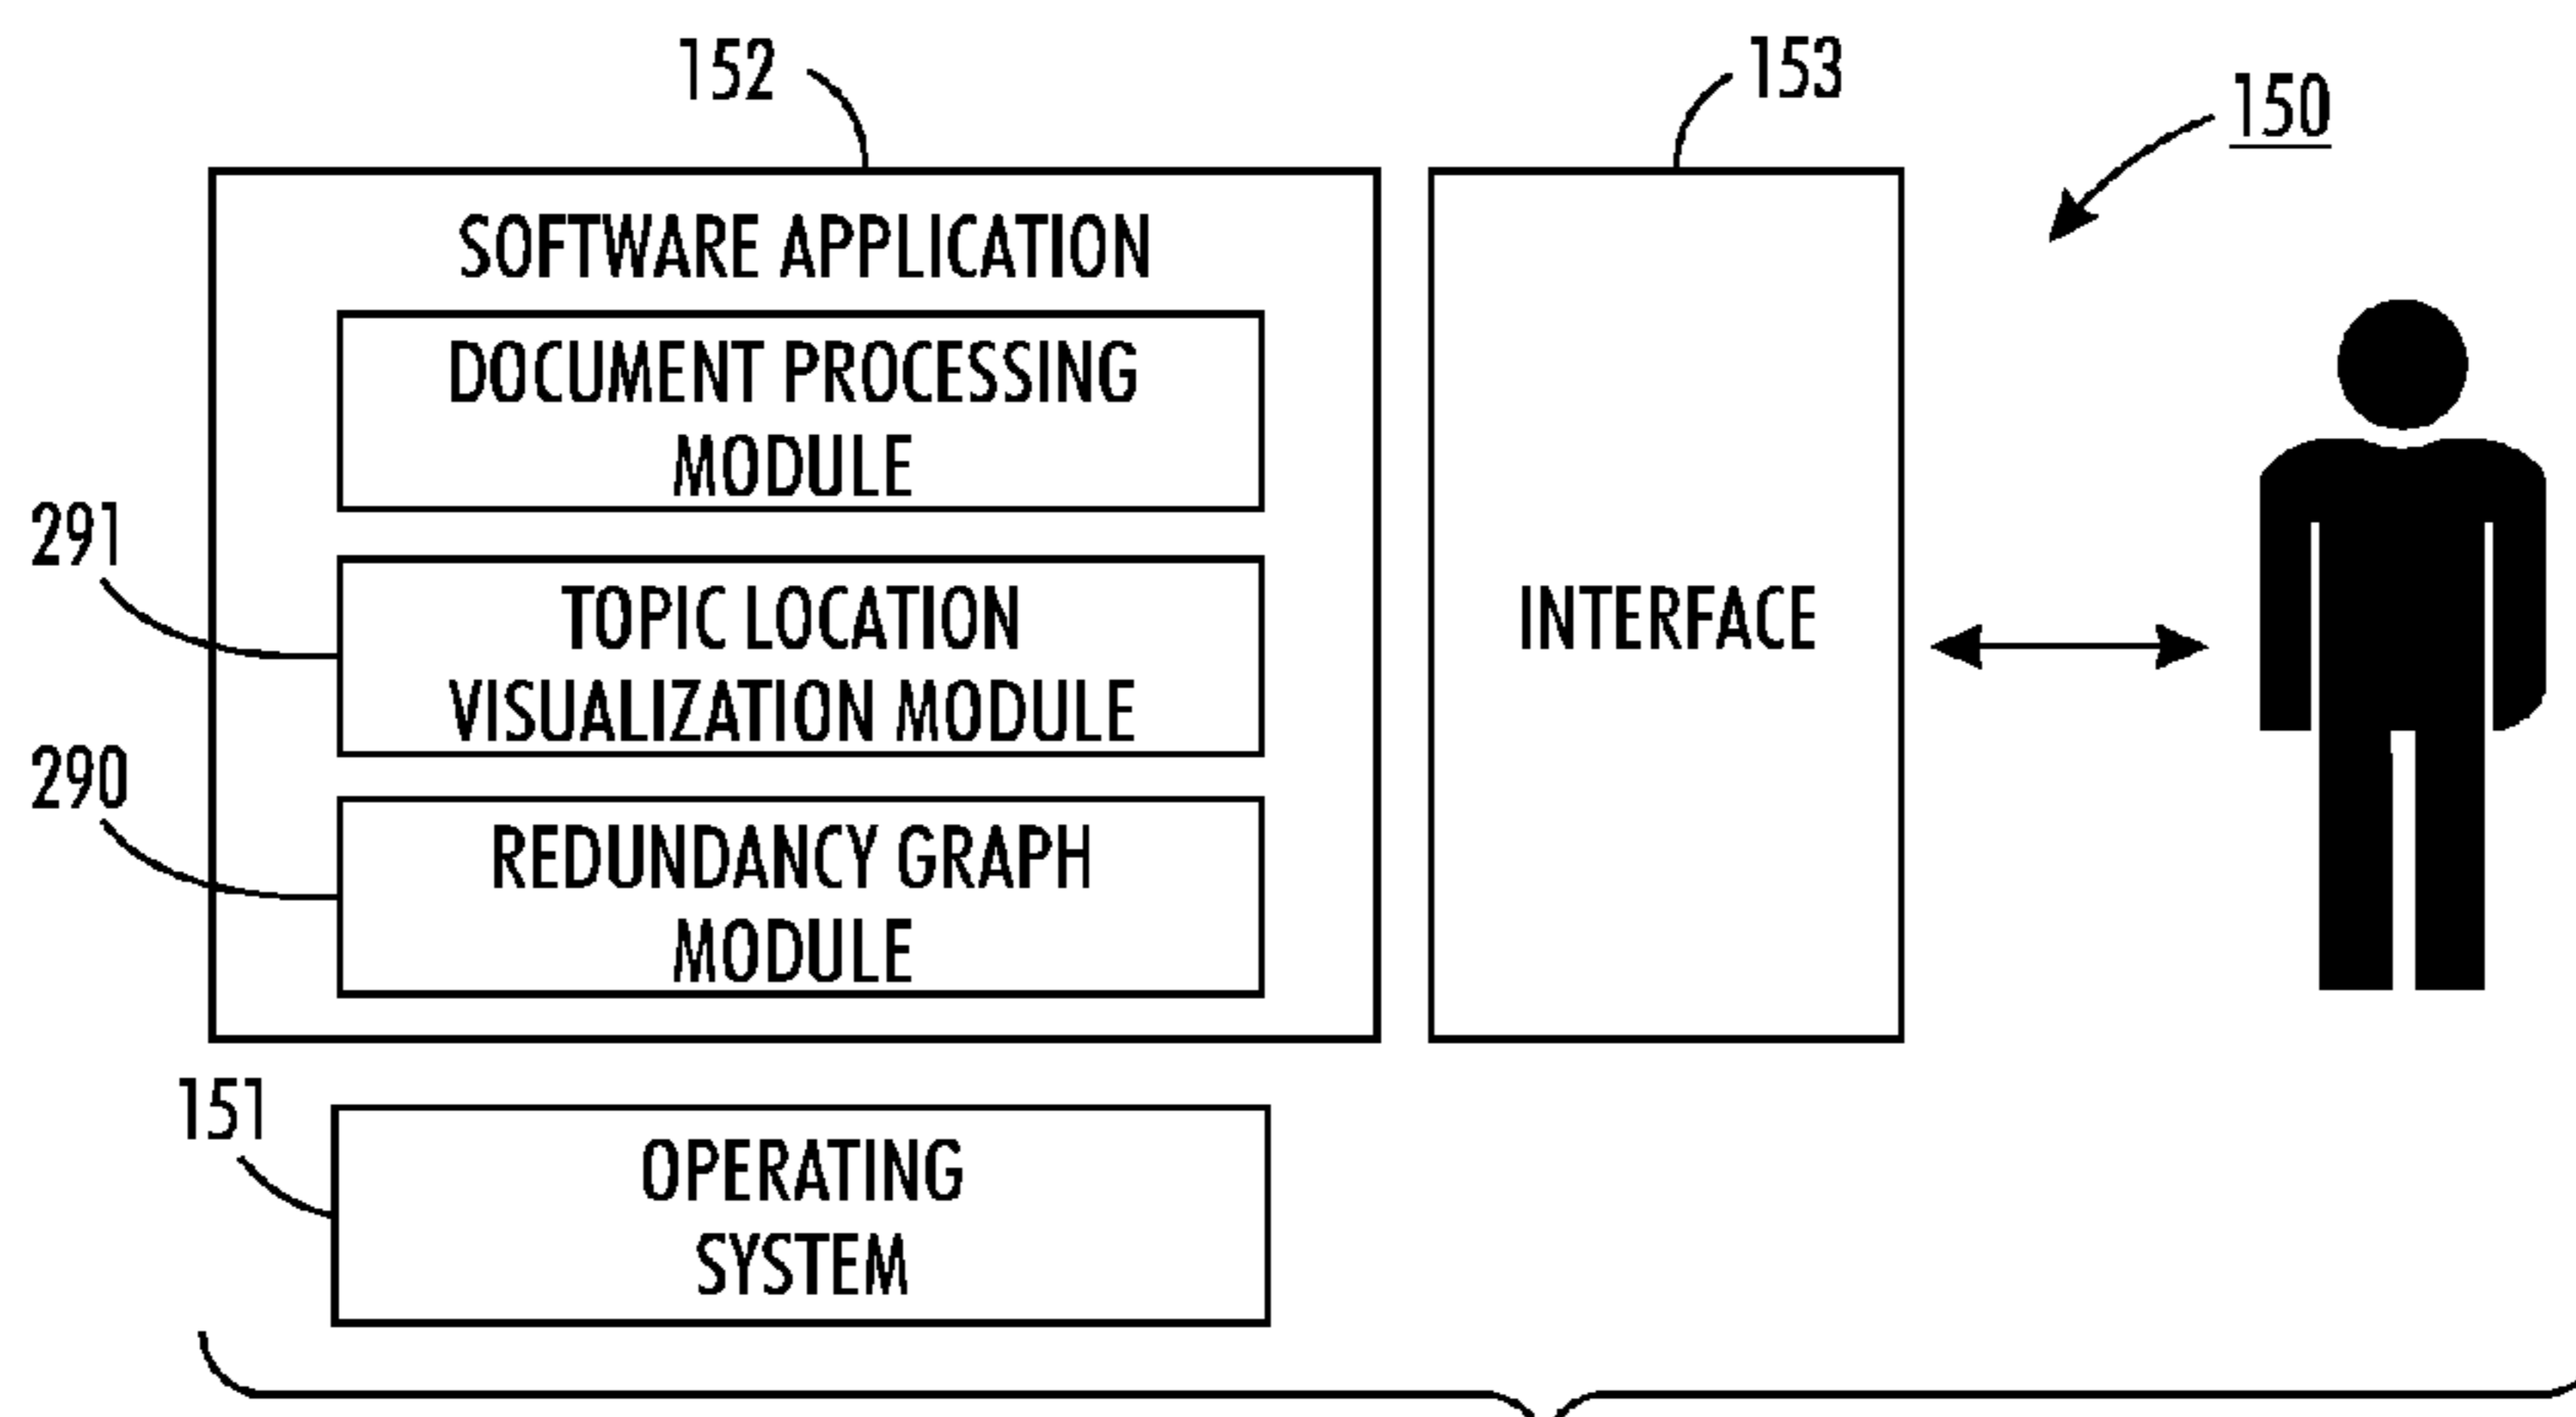 152
153
150
SOFTWARE APPLICATION
DOCUMENT PROCESSING
MODULE
291
TOPIC LOCATION
VISUALIZATION MODULE
INTERFACE
290
REDUNDANCY GRAPH
MODULE
151
OPERATING
SYSTEM